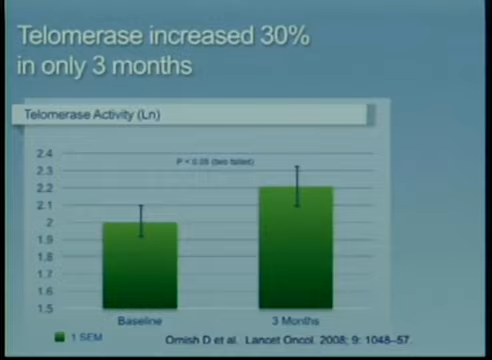 Telomerase increased 30%
in only 3 months
Telomerase Activity (Ln)
P < 0.05 (two tailed)
2.4
2.3
2.2
2.1
2
1.9
1.8
1.7
1.6
1.5
Baseline
3 Months
1 SEM
Ornish D et al. Lancet Oncol. 2008; 9: 1048–57.